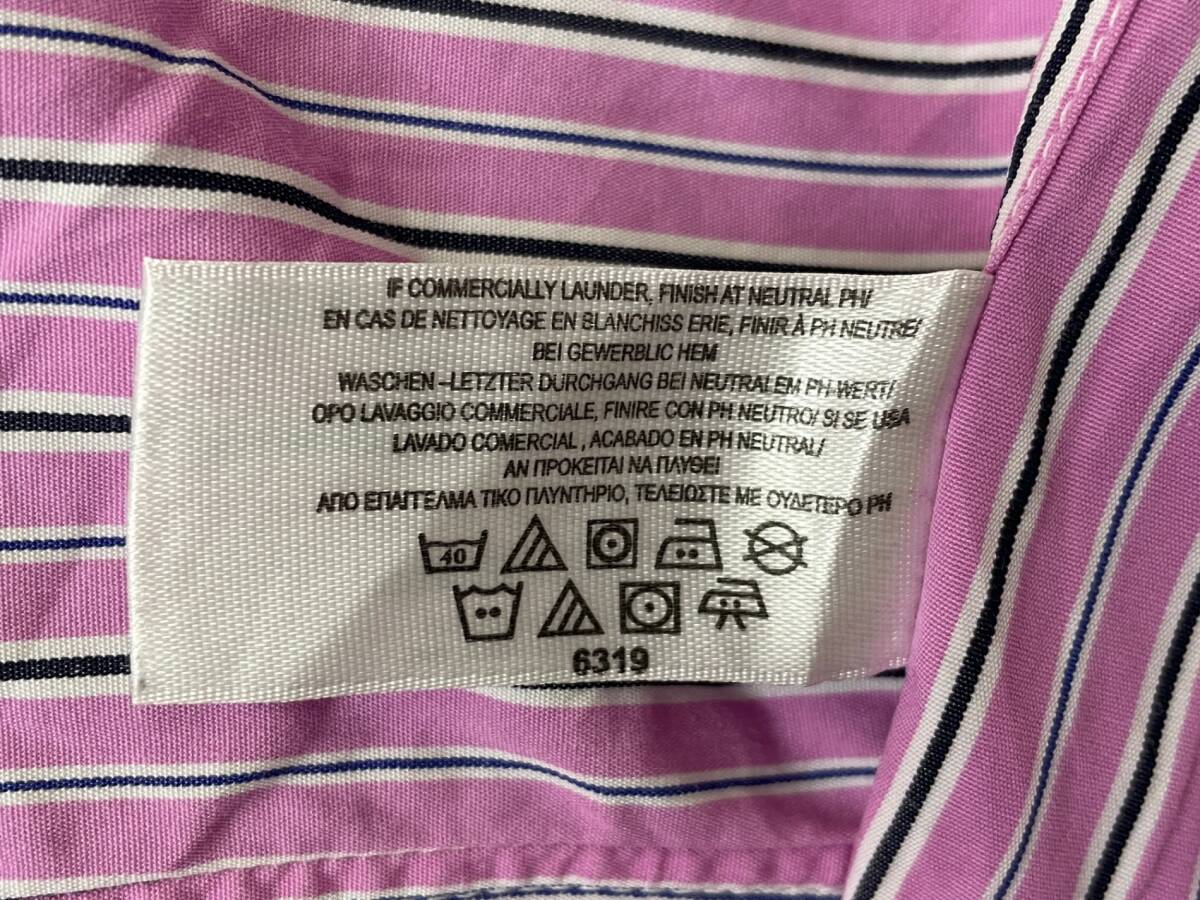 IF COMMERCIALLY LAUNDER, FINISH AT NEUTRAL PH/
EN CAS DE NETTOYAGE EN BLANCHISS ERIE, FINIR À PH NEUTRE/
BEI GEWERBLIC HEM
WASCHEN -LETZTER DURCHGANG BEI NEUTRALEM PH-WERT/
OPO LAVAGGIO COMMERCIALE, FINIRE CON PH NEUTRO/ SI SE USA
LAVADO COMERCIAL, ACABADO EN PH NEUTRAL/
ΑΝ ΠΡΟΚΕΙΤΑΙ ΝΑ ΠΛΥΘΕΙ
ΑΠΟ ΕΠΑΙΤΕΛΜΑ ΤΙΚΟ ΠΛΥΝΤΗΡΙΟ, ΤΕΛΕΙΩΣΤΕ ΜΕ ΟΥΔΕΤΕΡΟ PH
40
6319